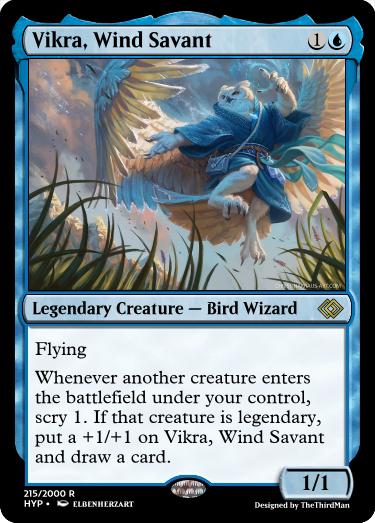 Vikra, Wind Savant 1
Legendary Creature — Bird Wizard
Flying
Whenever another creature enters
the battlefield under your control,
scry 1. If that creature is legendary,
put a +1/+1 on Vikra, Wind Savant
and draw a card.
1/1
215/2000 R
HYP • ELBENHERZART
Designed by TheThirdMan